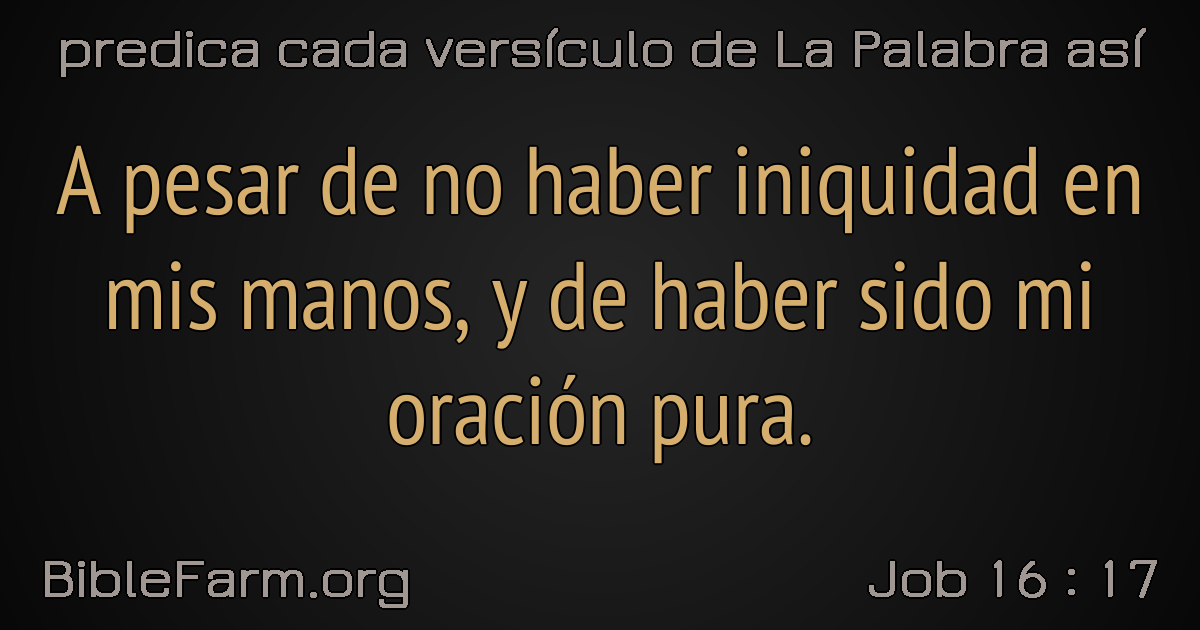 predica cada versículo de La Palabra así
A pesar de no haber iniquidad en
mis manos, y de haber sido mi
oración pura.
BibleFarm.org
Job 16 : 17